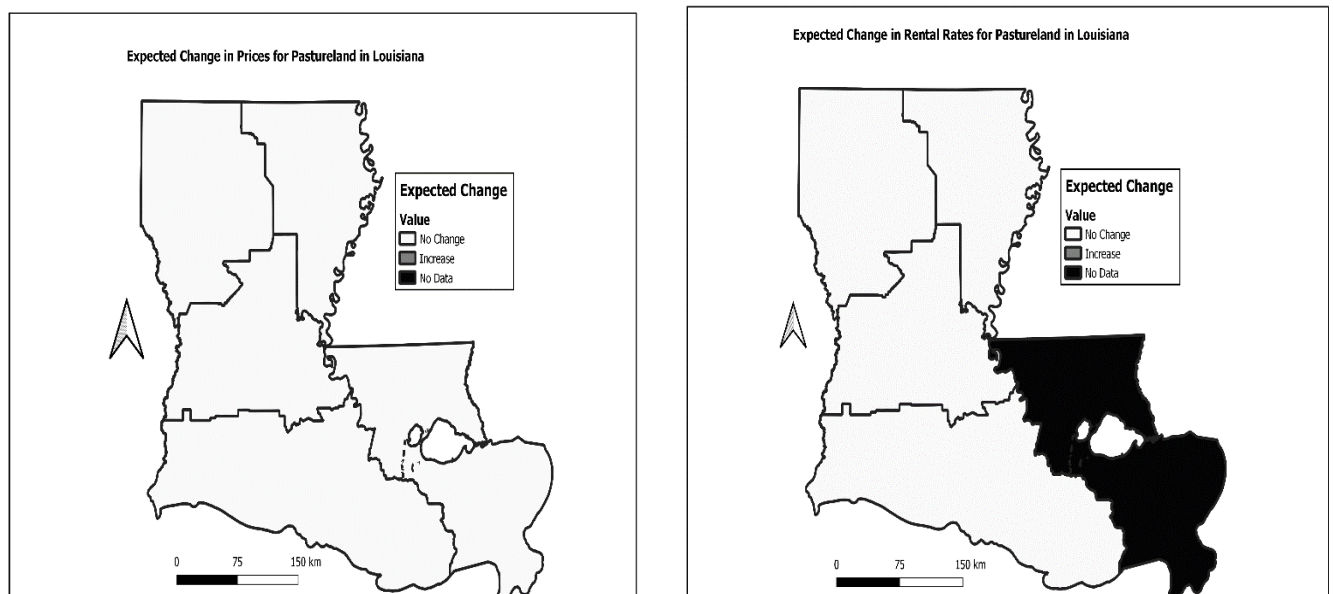 Expected Change in Prices for Pastureland in Louisiana
Expected Change
Value
No Change
Increase
No Data
0 75 150 km
Expected Change in Rental Rates for Pastureland in Louisiana
Expected Change
Value
No Change
Increase
No Data
0 75 150 km